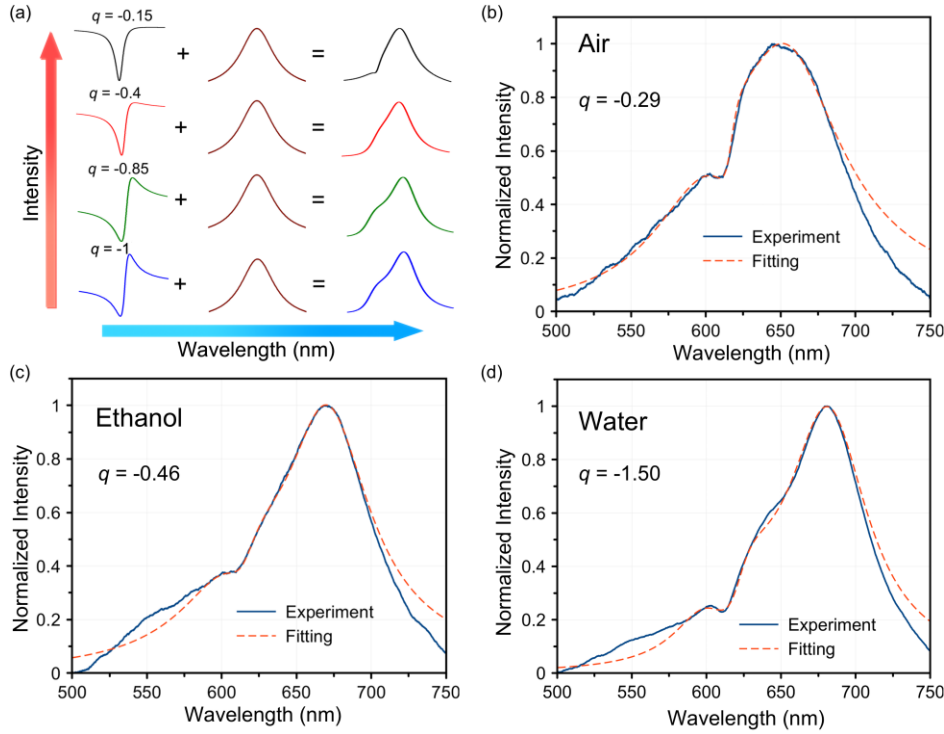 (a)
q = -0.15
+
=
q = -0.4
+
=
q = -0.85
+
=
q = -1
+
=
Intensity
Wavelength (nm)
(b)
Air
q = -0.29
Experiment
Fitting
1
0.8
0.6
0.4
0.2
0
500
550
600
650
700
750
Normalized Intensity
Wavelength (nm)
(c)
Ethanol
q = -0.46
Experiment
Fitting
1
0.8
0.6
0.4
0.2
0
500
550
600
650
700
750
Normalized Intensity
Wavelength (nm)
(d)
Water
q = -1.50
Experiment
Fitting
1
0.8
0.6
0.4
0.2
0
500
550
600
650
700
750
Normalized Intensity
Wavelength (nm)